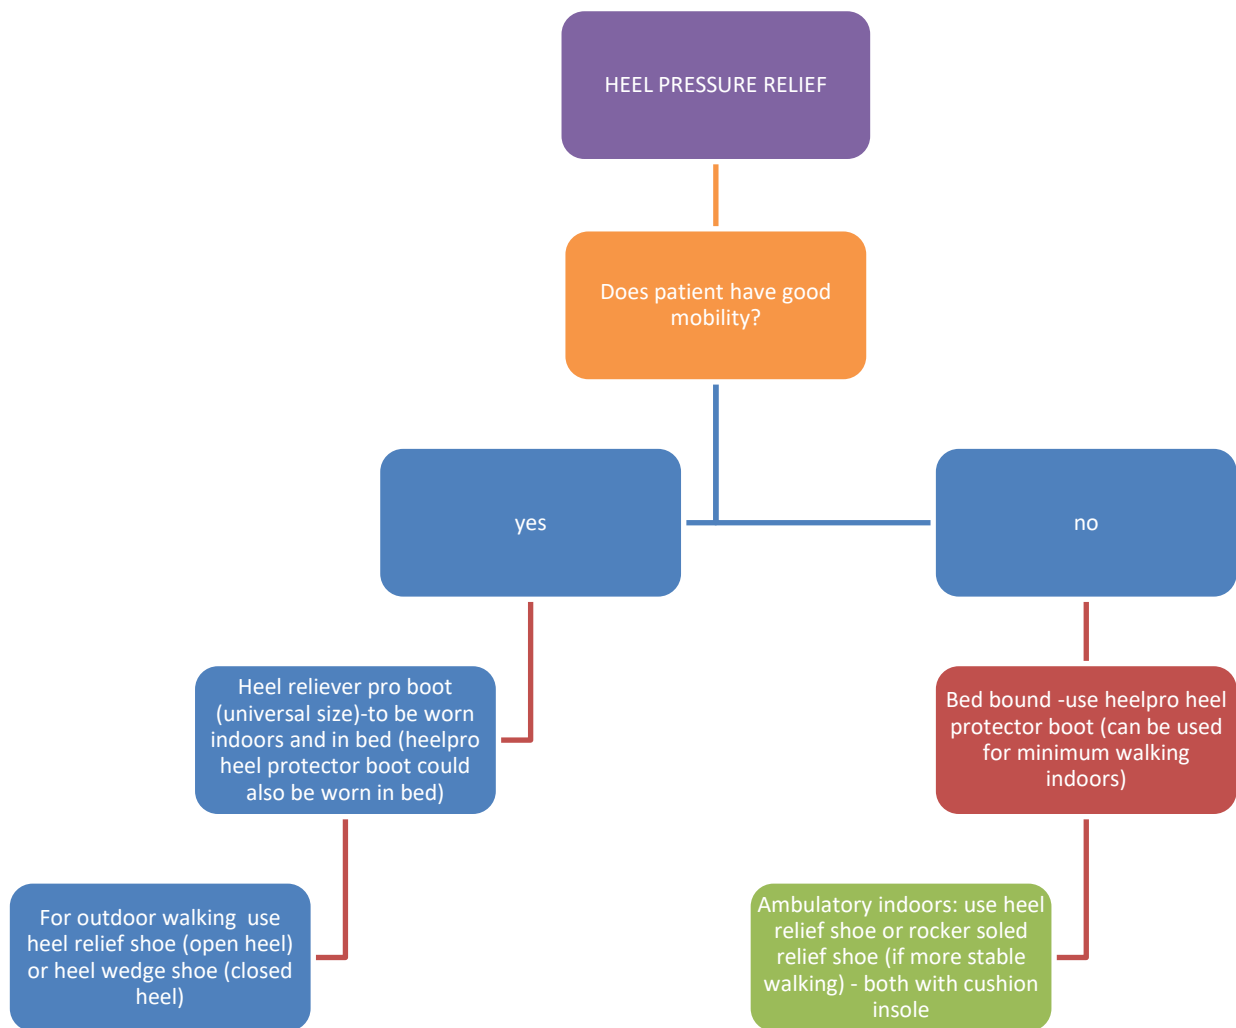 HEEL PRESSURE RELIEF
Does patient have good
mobility?
yes
no
Heel reliever pro boot
(universal size)-to be worn
indoors and in bed (heelpro
heel protector boot could
also be worn in bed)
Bed bound -use heelpro heel
protector boot (can be used
for minimum walking
indoors)
For outdoor walking  use
heel relief shoe (open heel)
or heel wedge shoe (closed
heel)
Ambulatory indoors: use heel
relief shoe or rocker soled
relief shoe (if more stable
walking) - both with cushion
insole